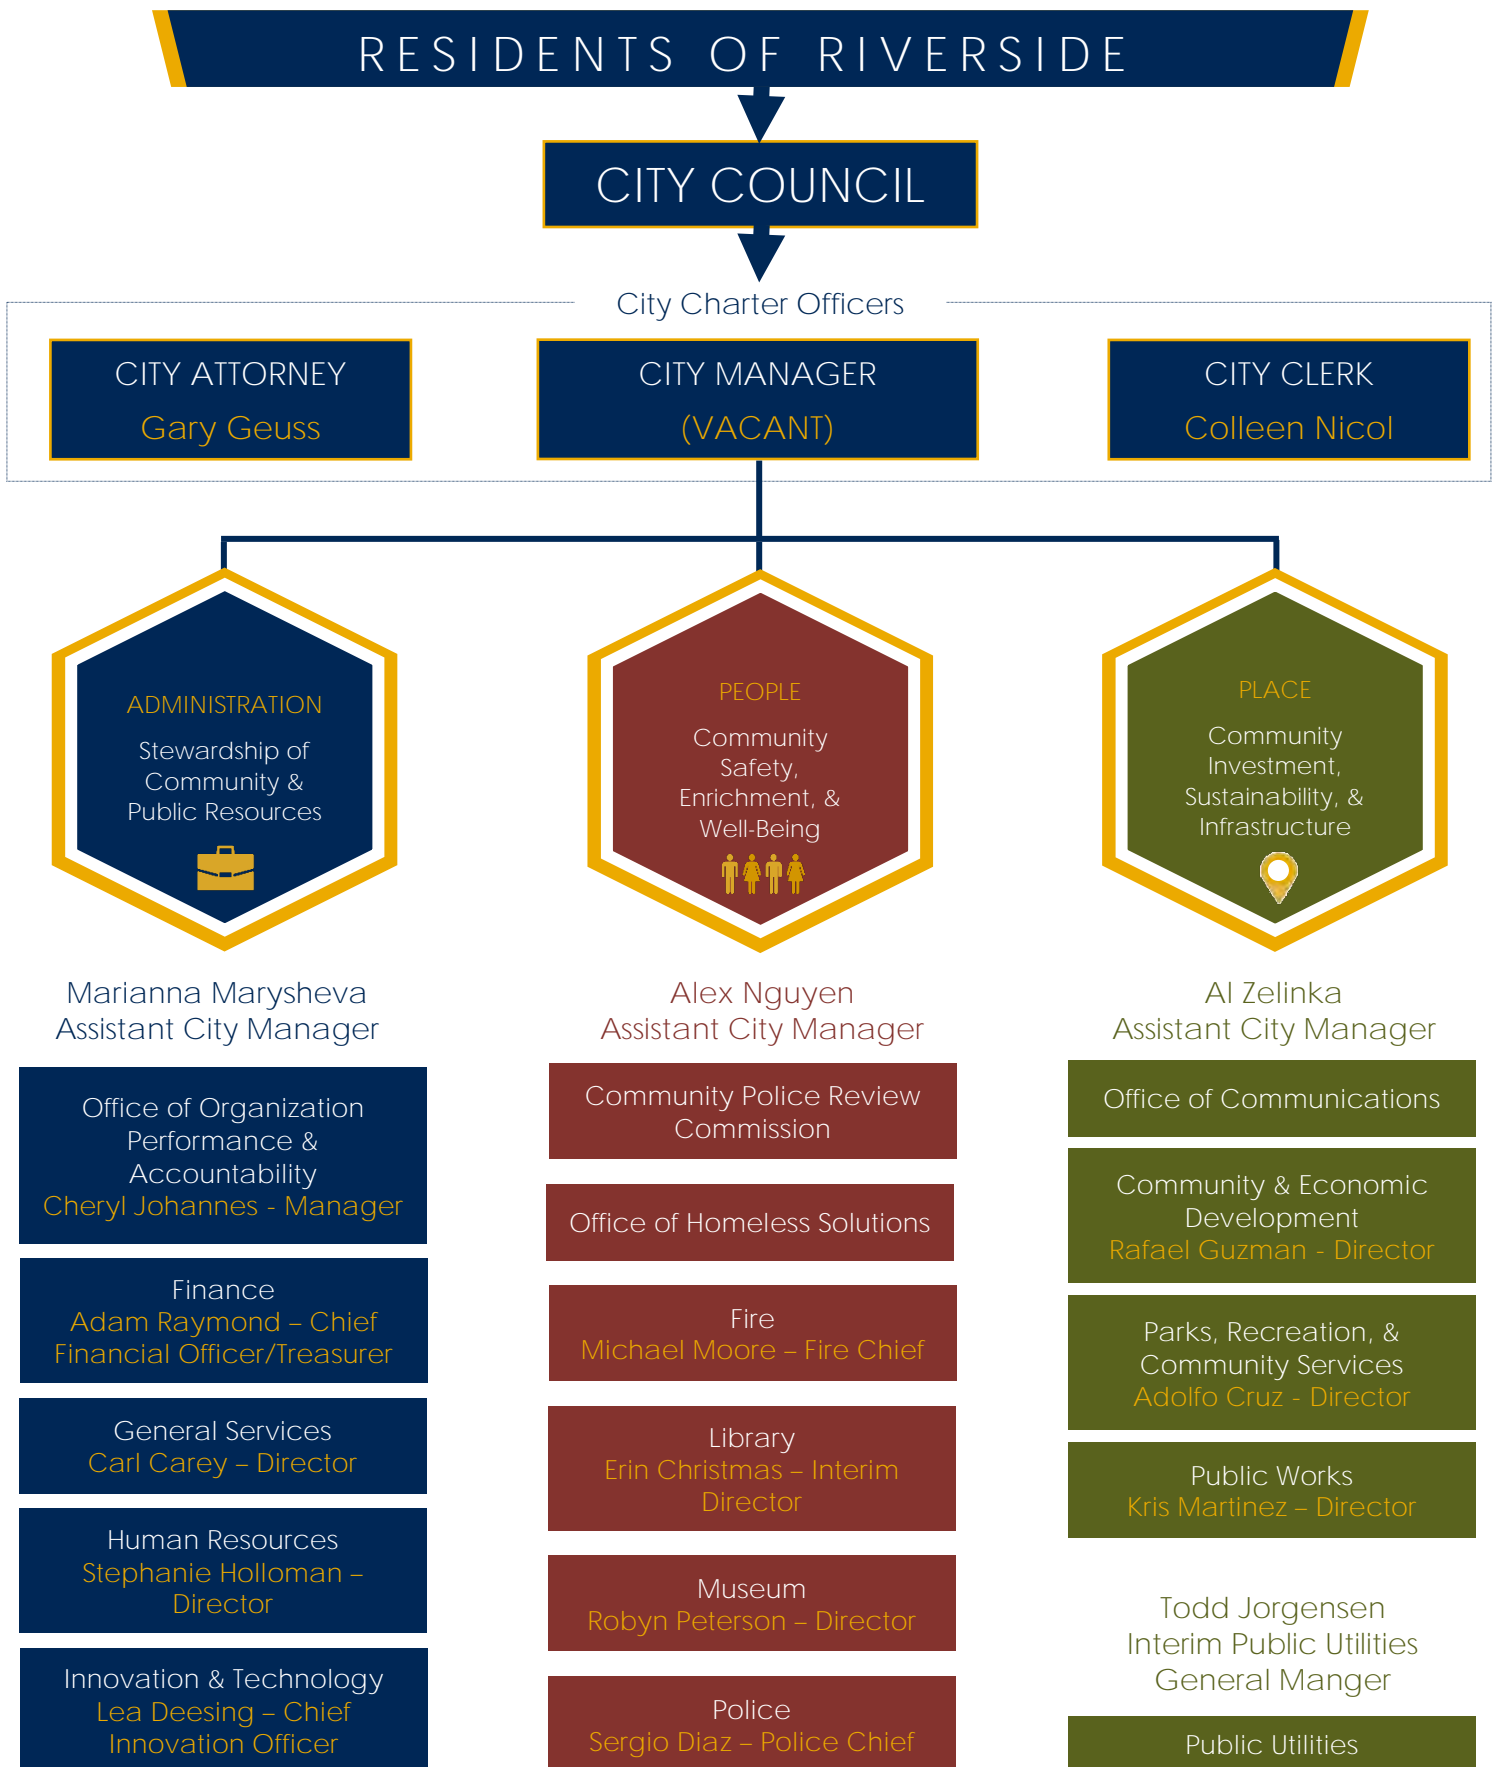 RESIDENTS OF RIVERSIDE
CITY COUNCIL
City Charter Officers
CITY ATTORNEY
Gary Geuss
CITY MANAGER
(VACANT)
CITY CLERK
Colleen Nicol
ADMINISTRATION
Stewardship of
Community &
Public Resources
PEOPLE
Community
Safety,
Enrichment, &
Well-Being
PLACE
Community
Investment,
Sustainability, &
Infrastructure
Marianna Marysheva
Assistant City Manager
Office of Organization
Performance &
Accountability
Cheryl Johannes - Manager
Finance
Adam Raymond – Chief
Financial Officer/Treasurer
General Services
Carl Carey – Director
Human Resources
Stephanie Holloman –
Director
Innovation & Technology
Lea Deesing – Chief
Innovation Officer
Alex Nguyen
Assistant City Manager
Community Police Review
Commission
Office of Homeless Solutions
Fire
Michael Moore – Fire Chief
Library
Erin Christmas – Interim
Director
Museum
Robyn Peterson – Director
Police
Sergio Diaz – Police Chief
Al Zelinka
Assistant City Manager
Office of Communications
Community & Economic
Development
Rafael Guzman - Director
Parks, Recreation, &
Community Services
Adolfo Cruz - Director
Public Works
Kris Martinez – Director
Todd Jorgensen
Interim Public Utilities
General Manger
Public Utilities